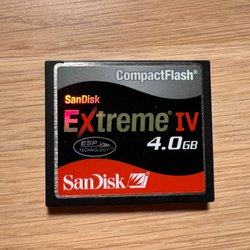 CompactFlash®
SanDisk
Extreme IV
ESP
TECHNOLOGY
4.0GB
SanDisk